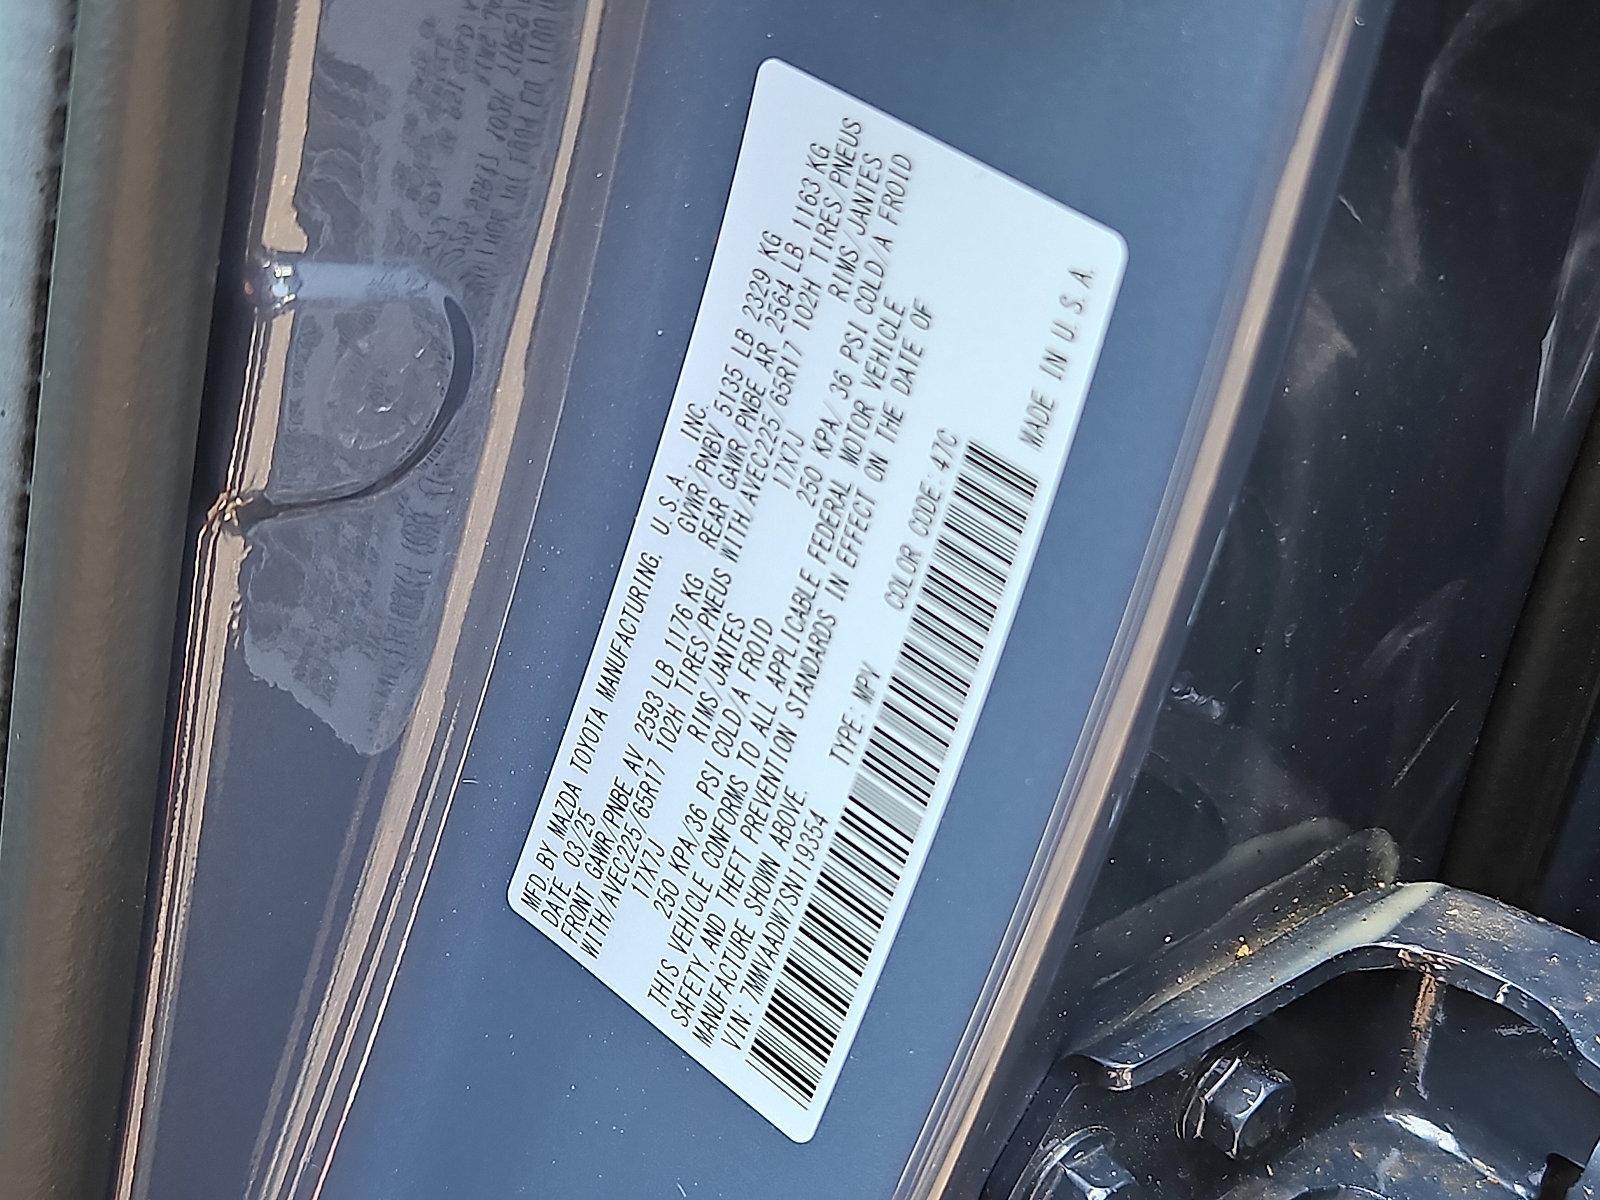 MFD. BY MAZDA TOYOTA MANUFACTURING, U.S.A. INC.
DATE 03/25 GVWR/PNBV 5135 LB 2329 KG
FRONT GAWR/PNBE AV 2593 LB 1176 KG REAR GAWR/PNBE AR 2564 LB 1163 KG
WITH/AVEC225/65R17 102H TIRES/PNEUS WITH/AVEC225/65R17 102H TIRES/PNEUS
17X7J RIMS/JANTES 17X7J RIMS/JANTES
250 KPA/36 PSI COLD/A FROID 250 KPA/ 36 PSI COLD/A FROID
THIS VEHICLE CONFORMS TO ALL APPLICABLE FEDERAL MOTOR VEHICLE
SAFETY, AND THEFT PREVENTION STANDARDS IN EFFECT ON THE DATE OF
MANUFACTURE SHOWN ABOVE.
VIN: 7MMVAADW7SN119354 TYPE: MPV COLOR CODE: 47C
MADE IN U.S.A.